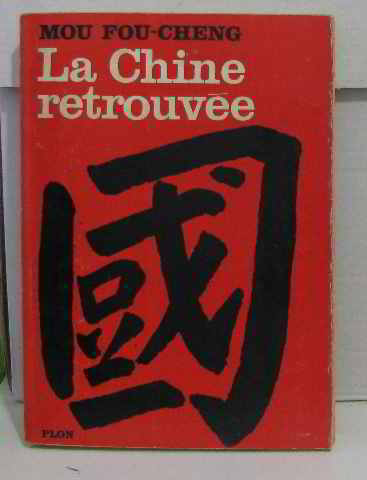 MOU FOU-CHENG
La Chine
retrouvée
國
PLON